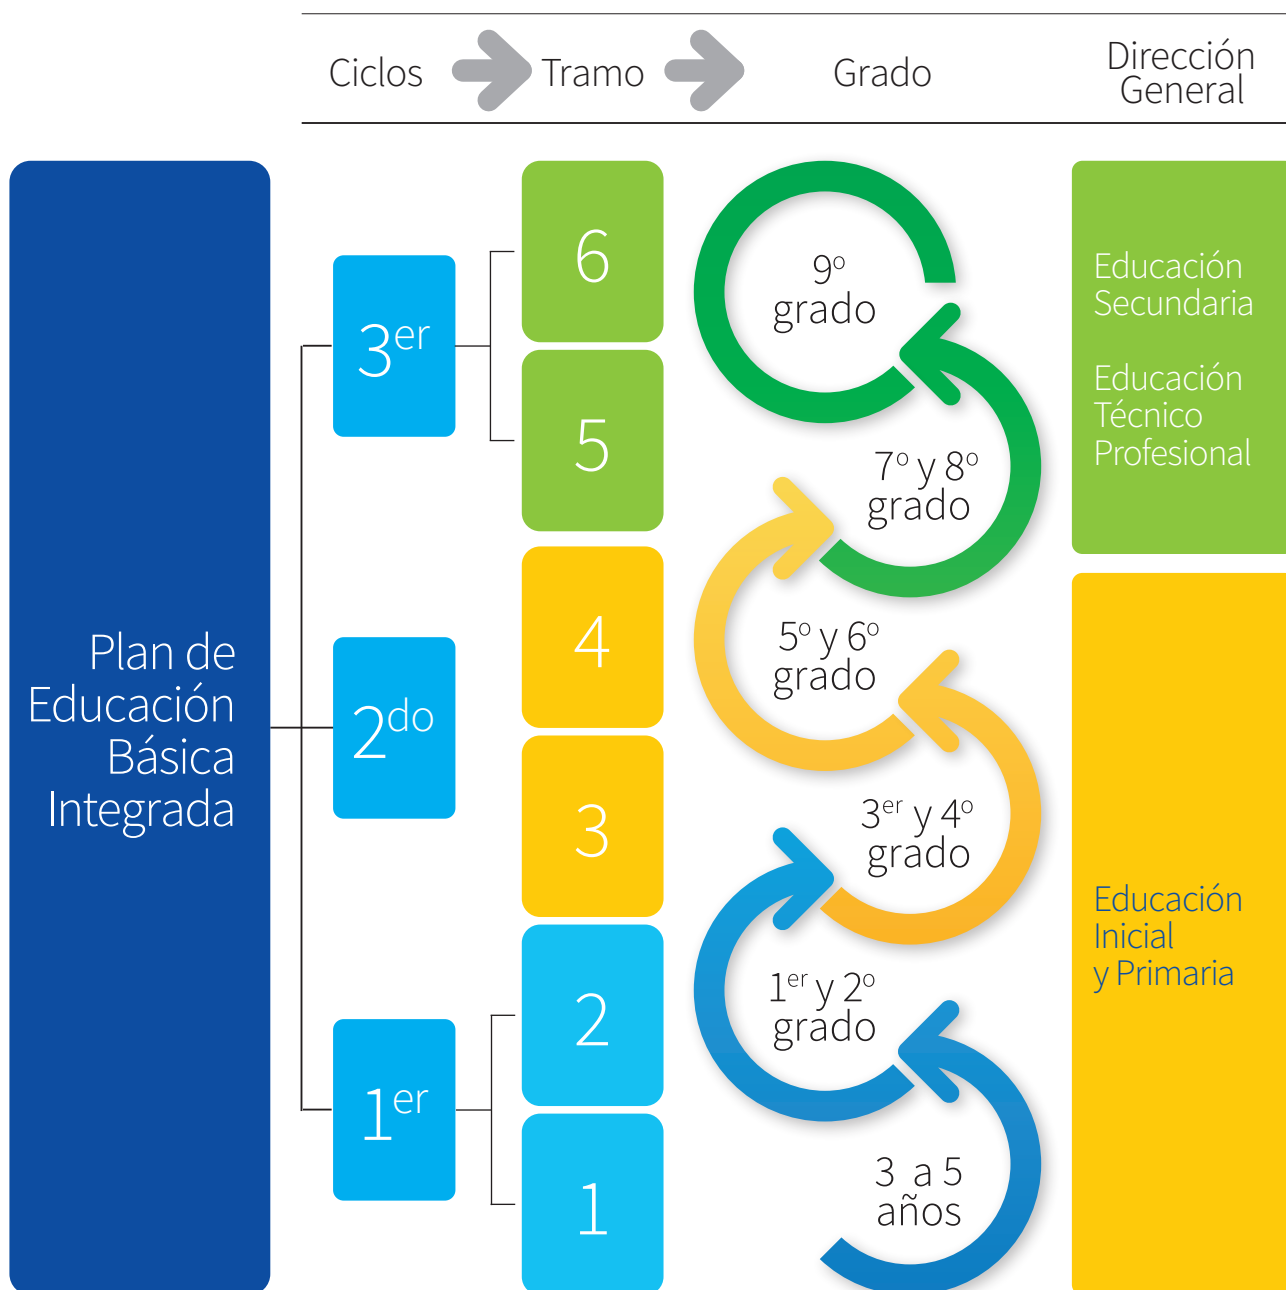 Ciclos
Tramo
Grado
Dirección
General
Plan de
Educación
Básica
Integrada
3er
2do
1er
6
5
4
3
2
1
9º
grado
7º y 8º
grado
5º y 6º
grado
3er y 4º
grado
1er y 2º
grado
3 a 5
años
Educación
Secundaria
Educación
Técnico
Profesional
Educación
Inicial
y Primaria